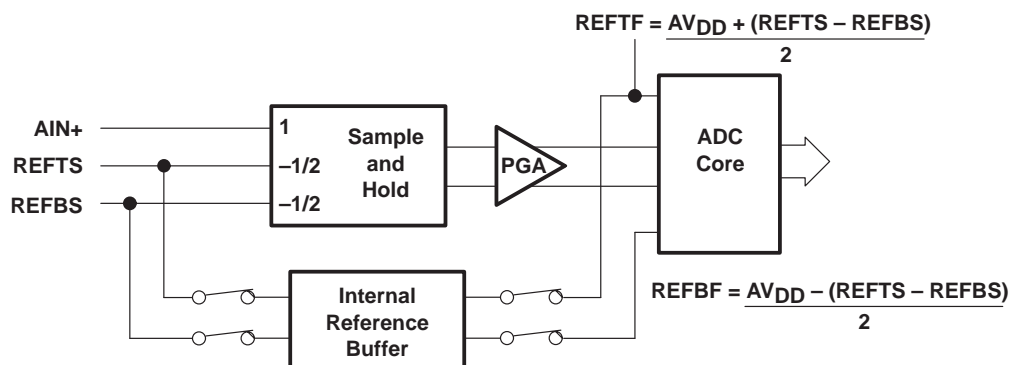 REFTF = AVDD + (REFTS – REFBS)
2
AIN+
REFTS
REFBS
1
–1/2
–1/2
Sample
and
Hold
PGA
ADC
Core
Internal
Reference
Buffer
REFBF = AVDD – (REFTS – REFBS)
2